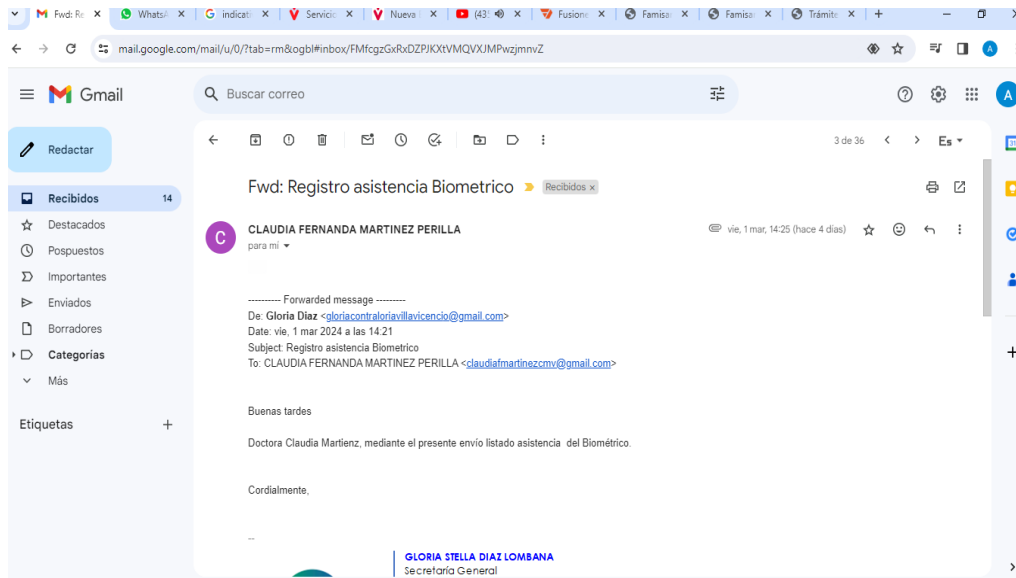 Fwd: Re
WhatsA
indicati
Servicio
Nueva
(43
Fusione
Famisa
Famisar
Trámite
mail.google.com/mail/u/0/?tab=rm&ogbl#inbox/FMfcgzGxRxDZPJKXtVMQVXJMPwzjmnvZ
A
Gmail
Buscar correo
A
Redactar
3 de 36
Es
31
Fwd: Registro asistencia Biometrico
Recibidos x
Recibidos 14
Destacados
Pospuestos
Importantes
Enviados
Borradores
Categorías
Más
Etiquetas
C
CLAUDIA FERNANDA MARTINEZ PERILLA
vie, 1 mar, 14:25 (hace 4 días)
para mí
---------- Forwarded message ---------
De: Gloria Diaz <gloriacontraloriavillavicencio@gmail.com>
Date: vie, 1 mar 2024 a las 14:21
Subject: Registro asistencia Biometrico
To: CLAUDIA FERNANDA MARTINEZ PERILLA <claudiafmartinezcmv@gmail.com>
Buenas tardes
Doctora Claudia Martienz, mediante el presente envío listado asistencia del Biométrico.
Cordialmente,
--
GLORIA STELLA DIAZ LOMBANA
Secretaría General